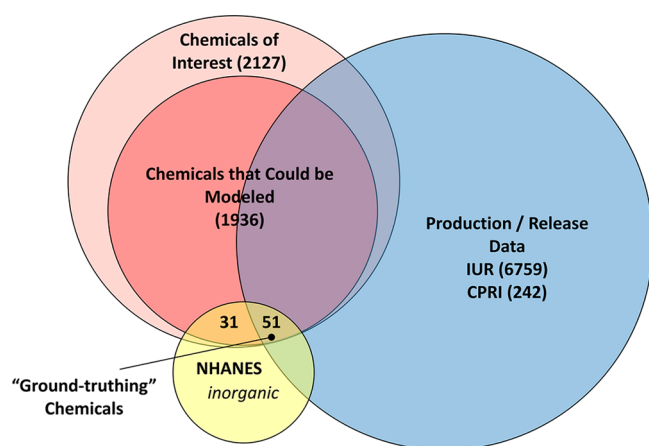 Chemicals of
Interest (2127)
Chemicals that Could be
Modeled
(1936)
Production / Release
Data
IUR (6759)
CPRI (242)
31
51
NHANES
inorganic
“Ground-truthing”
Chemicals